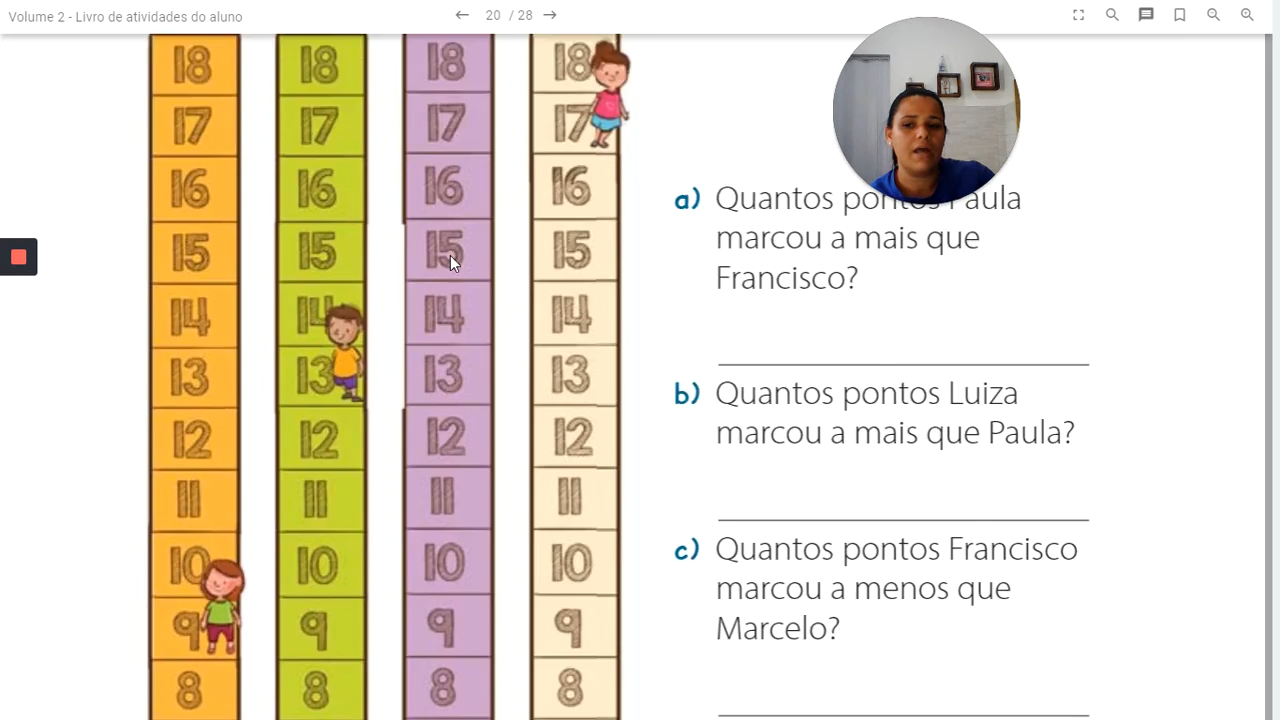 Volume 2 - Livro de atividades do aluno
20 / 28
18 18 18 18
17 17 17 17
16 16 16 16
15 15 15 15
14 14 14 14
13 13 13 13
12 12 12 12
11 11 11 11
10 10 10 10
9 9 9 9
8 8 8 8
a) Quantos pontos Paula
marcou a mais que
Francisco?
b) Quantos pontos Luiza
marcou a mais que Paula?
c) Quantos pontos Francisco
marcou a menos que
Marcelo?